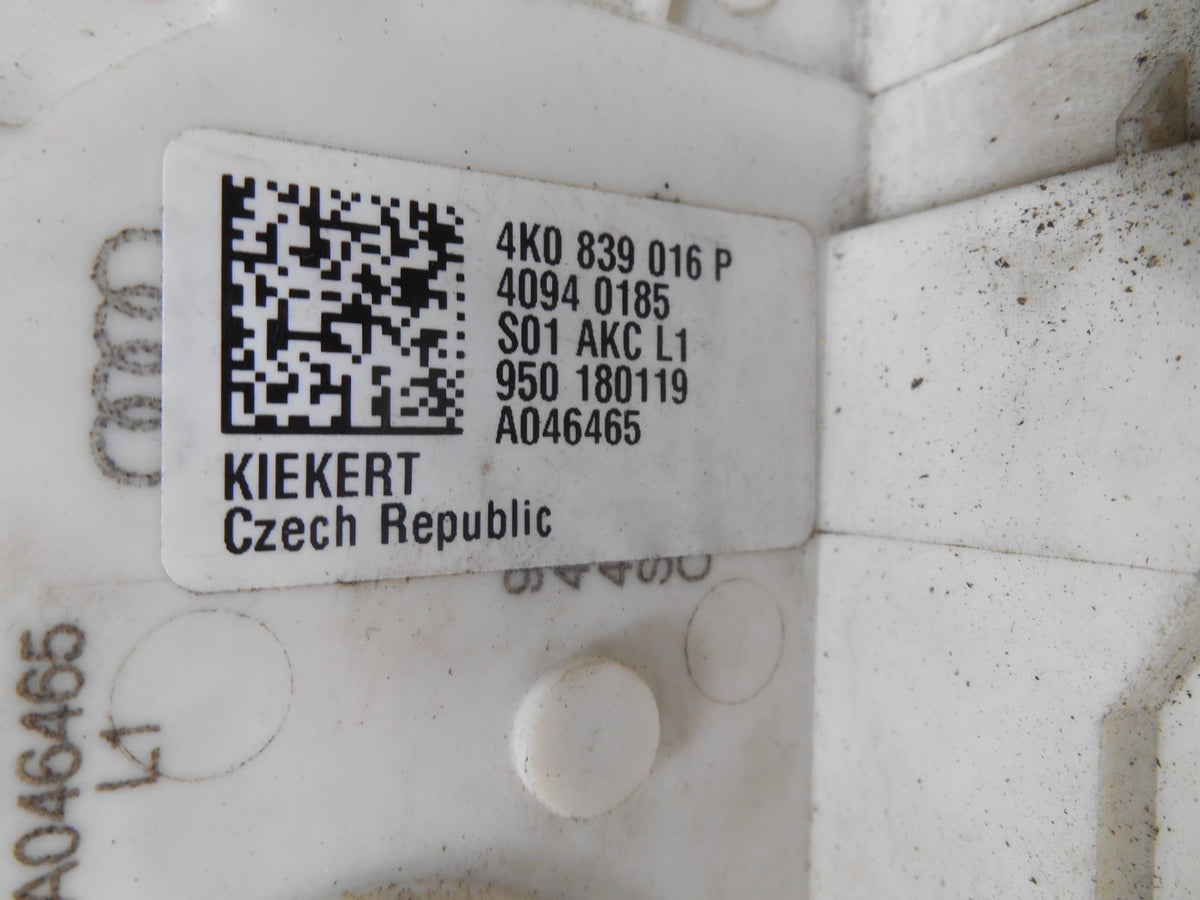 4K0 839 016 P
4094 0185
S01 AKC L1
950 180119
A046465
KIEKERT
Czech Republic
A046465
L1